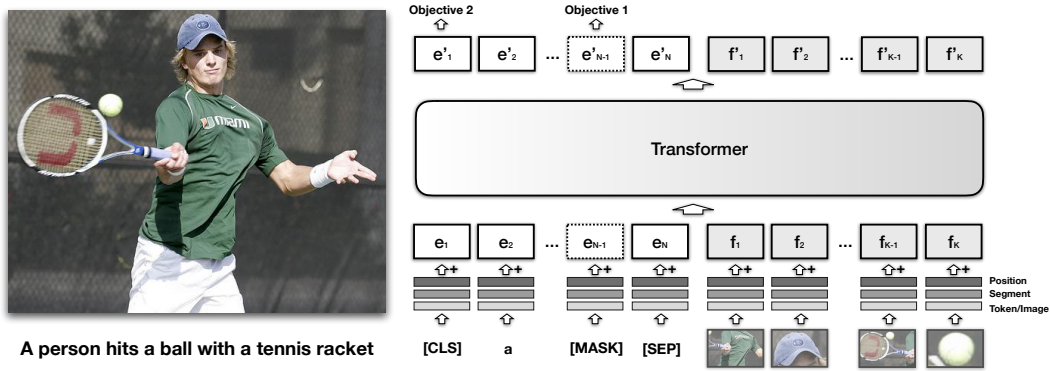 Objective 2 Objective 1
e'1 e'2 ... e'N-1 e'N f'1 f'2 ... f'K-1 f'K
Transformer
e1 e2 ... eN-1 eN f1 f2 ... fK-1 fK
+ + + + + + + +
Position
Segment
Token/Image
[CLS] a [MASK] [SEP]
MIAMI
A person hits a ball with a tennis racket